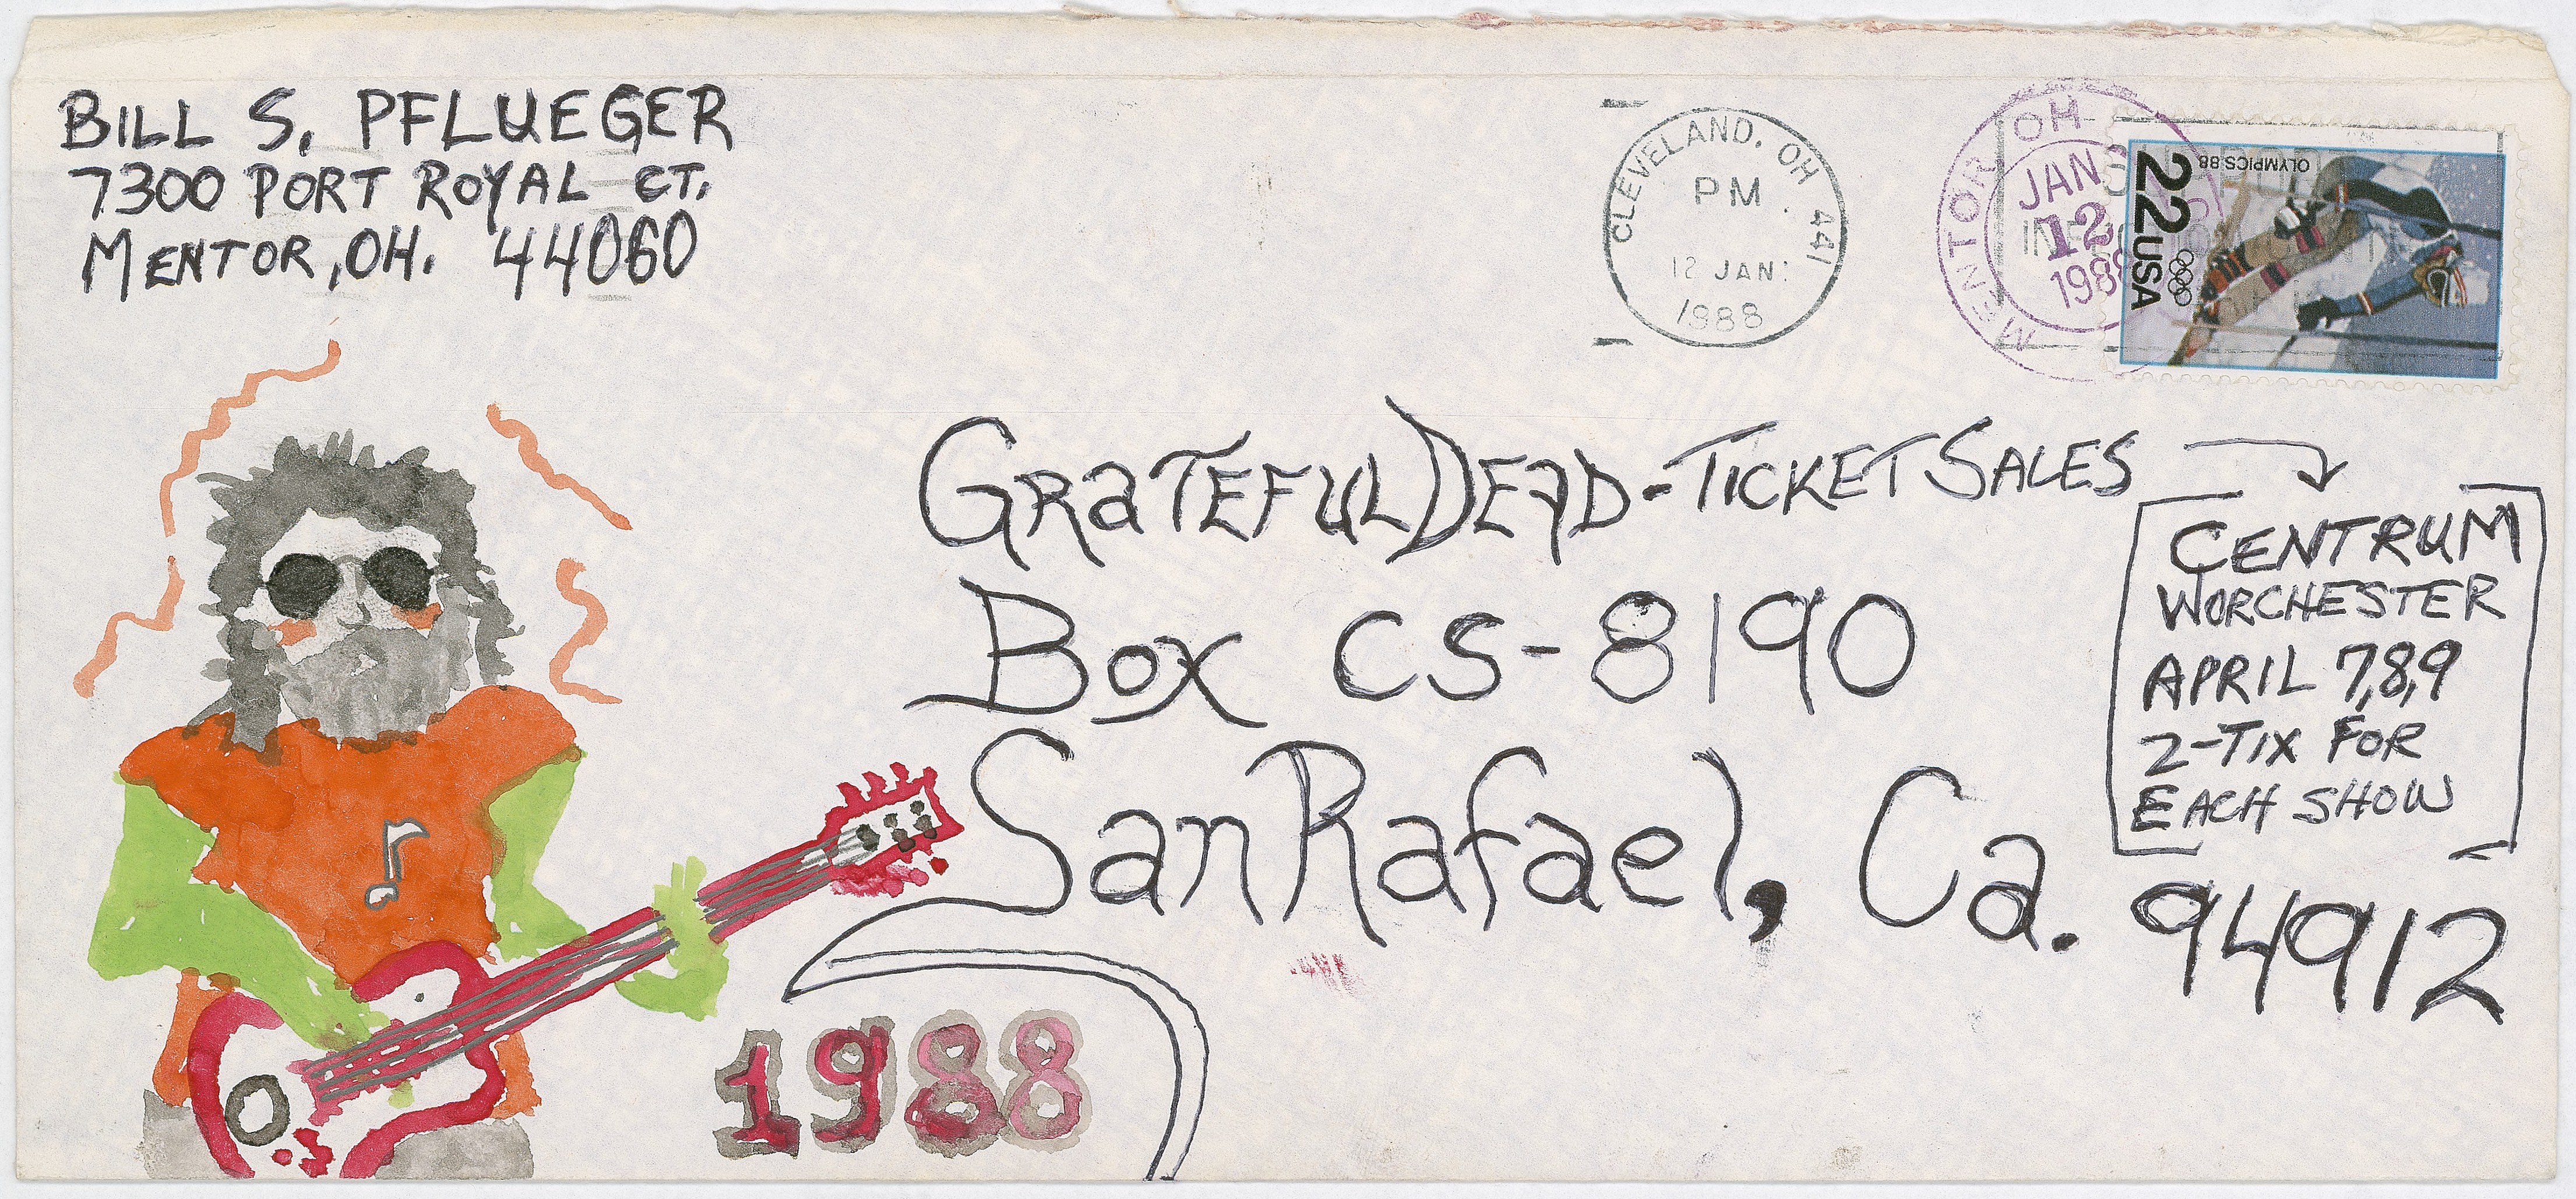 BILL S. PFLUEGER
7300 PORT ROYAL CT.
MENTOR, OH. 44060
CLEVELAND, OH 441
PM
12 JAN
1988
MENTOR OH
JAN
12
1988
OLYMPICS 88
22 USA
GRaTEFUL DEAD-TICKET SALES
Box CS-8190
San Rafael, Ca. 94912
CENTRUM
WORCHESTER
APRIL 7,8,9
2-TIX FOR
EACH SHOW
1988